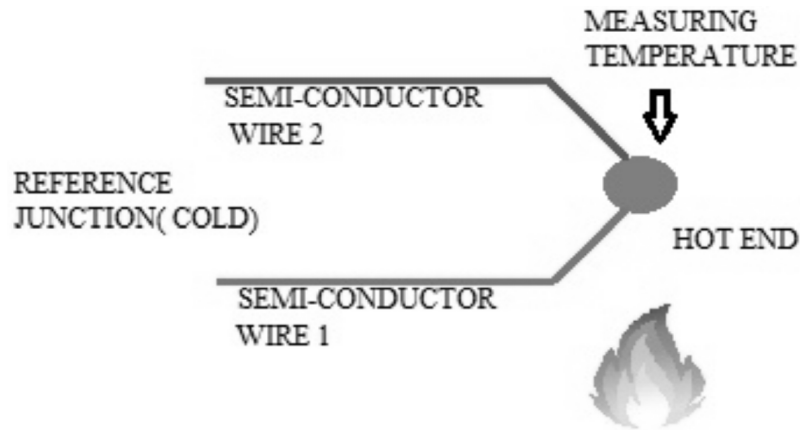 MEASURING
TEMPERATURE
SEMI-CONDUCTOR
WIRE 2
REFERENCE
JUNCTION( COLD)
HOT END
SEMI-CONDUCTOR
WIRE 1